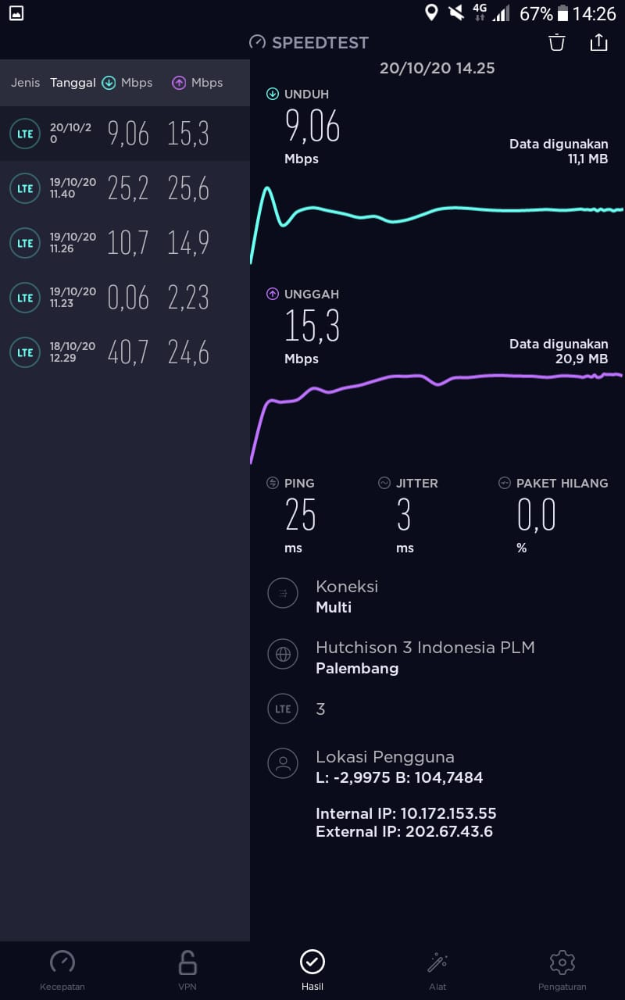 4G 67% 14:26
SPEEDTEST
Jenis Tanggal Mbps Mbps
LTE 20/10/2
0 9,06 15,3
LTE 19/10/20
11.40 25,2 25,6
LTE 19/10/20
11.26 10,7 14,9
LTE 19/10/20
11.23 0,06 2,23
LTE 18/10/20
12.29 40,7 24,6
20/10/20 14.25
UNDUH
9,06
Mbps
Data digunakan
11,1 MB
UNGGAH
15,3
Mbps
Data digunakan
20,9 MB
PING JITTER PAKET HILANG
25 3 0,0
ms ms %
Koneksi
Multi
Hutchison 3 Indonesia PLM
Palembang
LTE 3
Lokasi Pengguna
L: -2,9975 B: 104,7484
Internal IP: 10.172.153.55
External IP: 202.67.43.6
Kecepatan VPN Hasil Alat Pengaturan